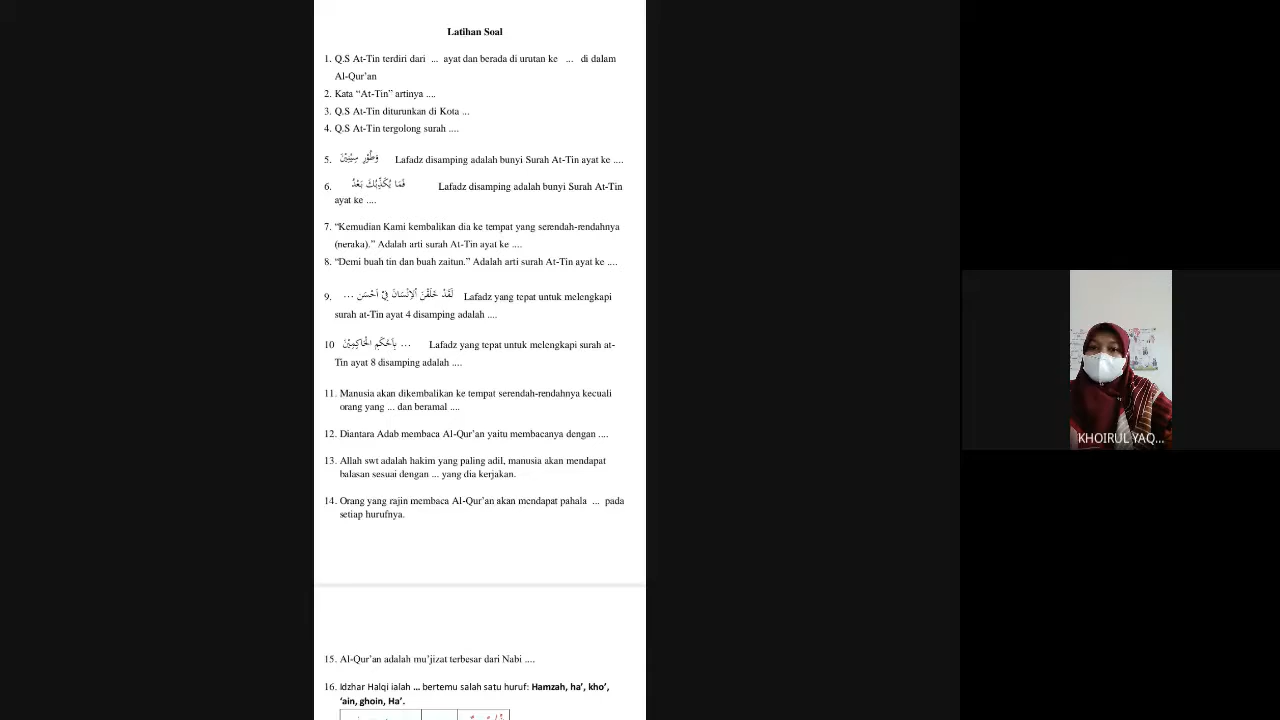 Latihan Soal
1. Q.S At-Tin terdiri dari ... ayat dan berada di urutan ke ... di dalam
Al-Qur’an
2. Kata “At-Tin” artinya ....
3. Q.S At-Tin diturunkan di Kota ...
4. Q.S At-Tin tergolong surah ....
5. وَطُوْرِ سِيْنِيْنَ Lafadz disamping adalah bunyi Surah At-Tin ayat ke ....
6. فَمَا يُكَذِّبُكَ بَعْدُ Lafadz disamping adalah bunyi Surah At-Tin
ayat ke ....
7. “Kemudian Kami kembalikan dia ke tempat yang serendah-rendahnya
(neraka).” Adalah arti surah At-Tin ayat ke ....
8. “Demi buah tin dan buah zaitun.” Adalah arti surah At-Tin ayat ke ....
9. لَقَدْ خَلَقْنَ الْاِنْسَانَ فِيْ اَحْسَنِ ... Lafadz yang tepat untuk melengkapi
surah at-Tin ayat 4 disamping adalah ....
10 ... بِاَحْكَمِ الْحَاكِمِيْنَ Lafadz yang tepat untuk melengkapi surah at-
Tin ayat 8 disamping adalah ....
11. Manusia akan dikembalikan ke tempat serendah-rendahnya kecuali
orang yang ... dan beramal ....
12. Diantara Adab membaca Al-Qur’an yaitu membacanya dengan ....
13. Allah swt adalah hakim yang paling adil, manusia akan mendapat
balasan sesuai dengan ... yang dia kerjakan.
14. Orang yang rajin membaca Al-Qur’an akan mendapat pahala ... pada
setiap hurufnya.
15. Al-Qur’an adalah mu’jizat terbesar dari Nabi ....
16. Idzhar Halqi ialah ... bertemu salah satu huruf: Hamzah, ha’, kho’,
‘ain, ghoin, Ha’.
KHOIRUL YAQ...